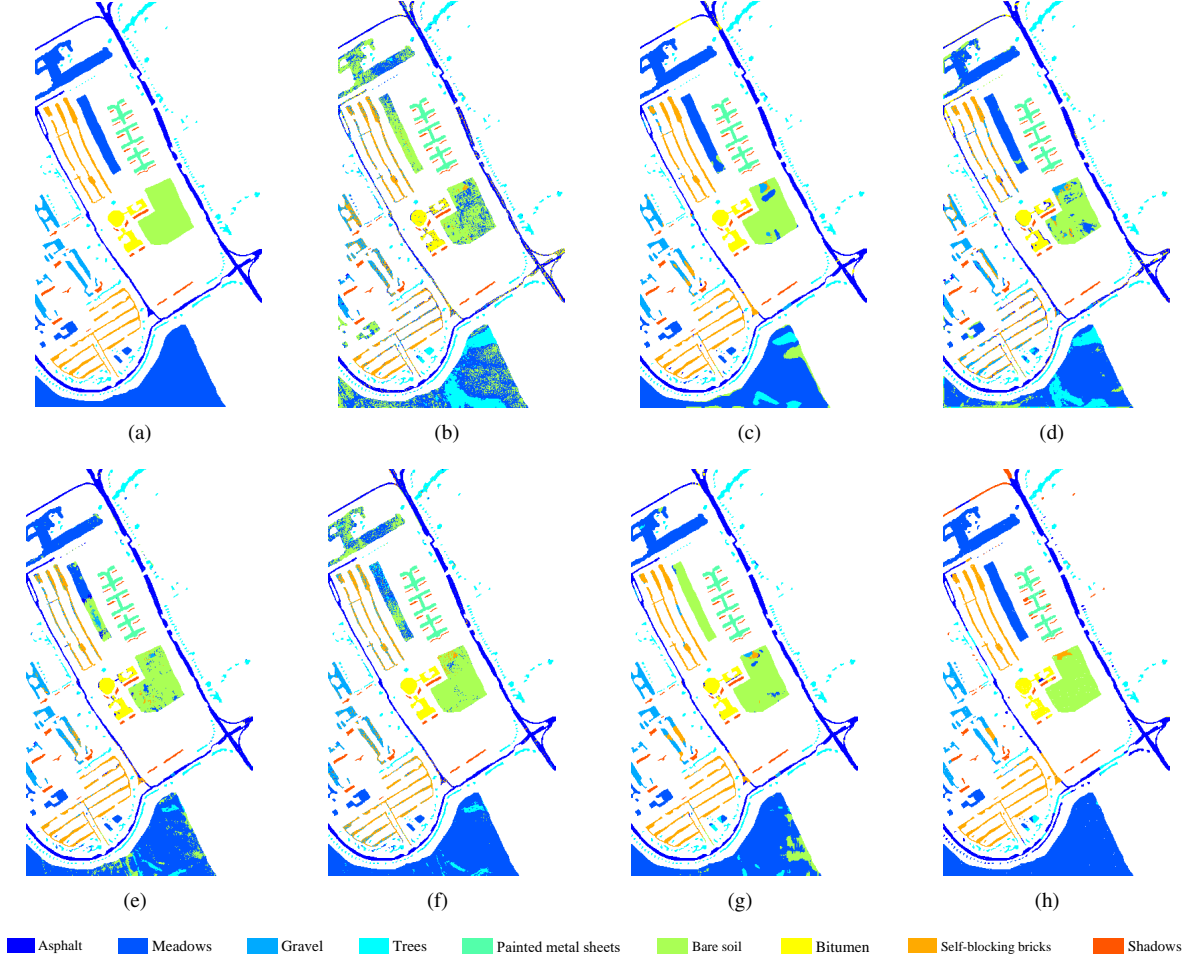 (a) (b) (c) (d)
(e) (f) (g) (h)
Asphalt Meadows Gravel Trees Painted metal sheets Bare soil Bitumen Self-blocking bricks Shadows